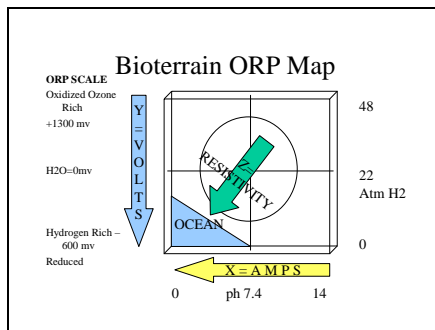 Bioterrain ORP Map
ORP SCALE
Oxidized Ozone
Rich
+1300 mv
H2O=0mv
Hydrogen Rich –
600 mv
Reduced
Y=VOLTS
Z=
RESISTIVITY
OCEAN
48
22
Atm H2
0
X = A M P S
0 ph 7.4 14